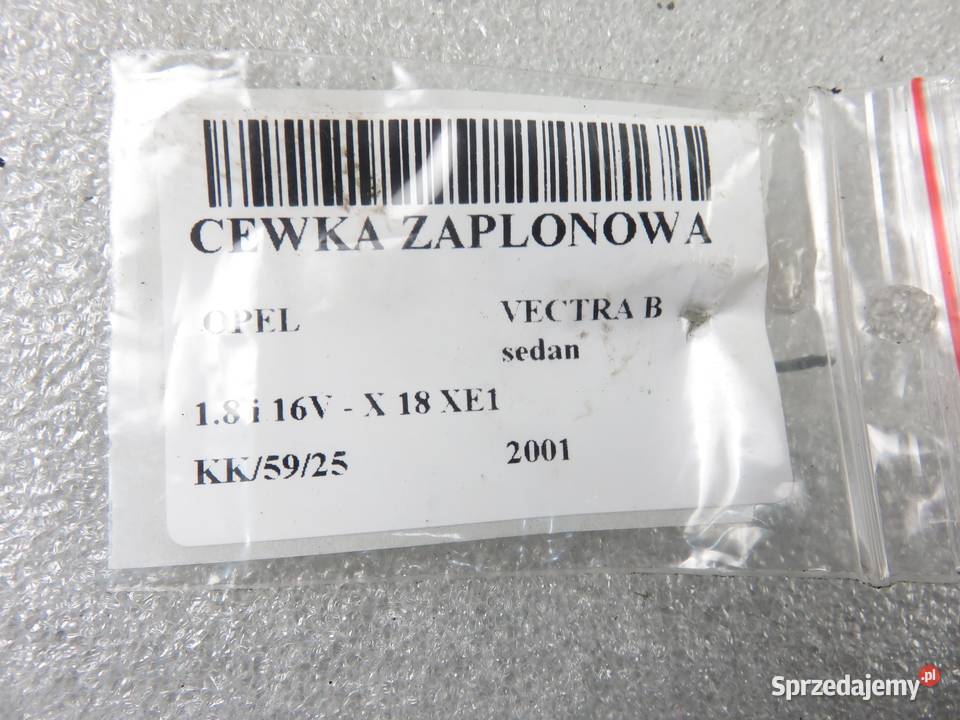 CEWKA ZAPLONOWA
OPEL VECTRA B
sedan
1.8 i 16V - X 18 XE1
KK/59/25 2001
Sprzedajemy.pl